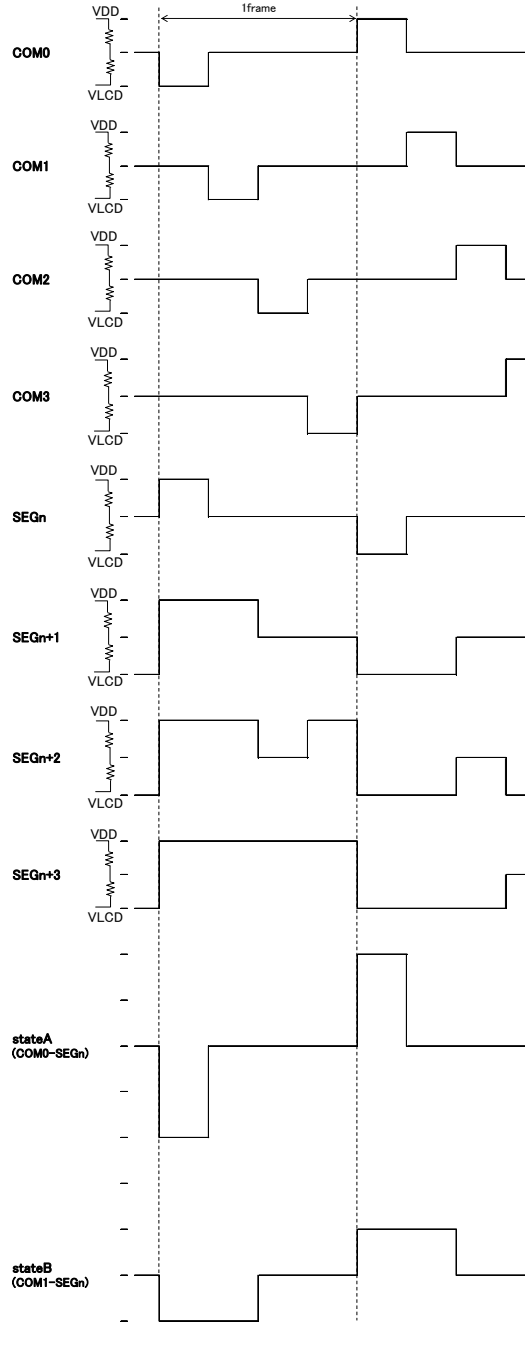 1frame
VDD
COM0
VLCD
VDD
COM1
VLCD
VDD
COM2
VLCD
VDD
COM3
VLCD
VDD
SEGn
VLCD
VDD
SEGn+1
VLCD
VDD
SEGn+2
VLCD
VDD
SEGn+3
VLCD
stateA
(COM0-SEGn)
stateB
(COM1-SEGn)